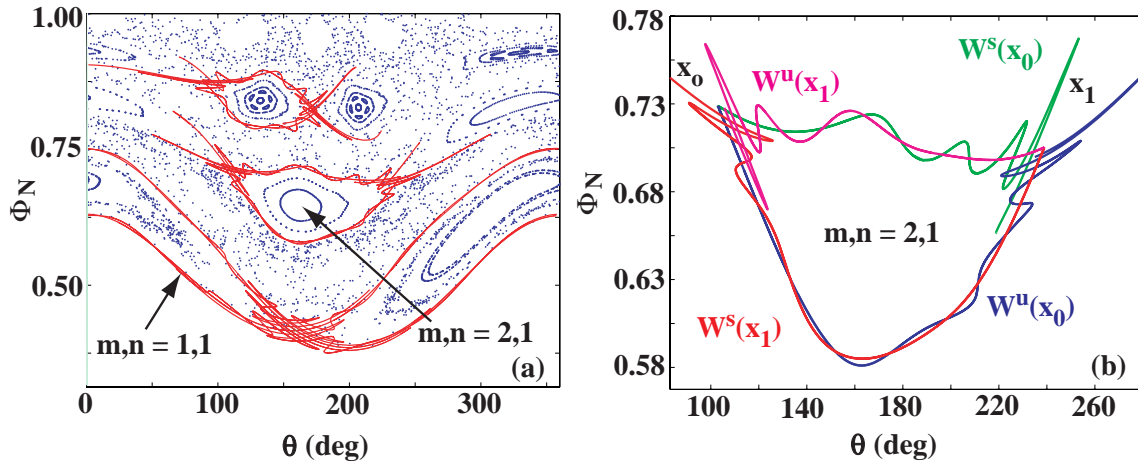 1.00
0.75
0.50
Φ_N
0
100
200
300
θ (deg)
m,n = 1,1
m,n = 2,1
(a)
0.78
0.73
0.68
0.63
0.58
Φ_N
100
140
180
220
260
θ (deg)
x_o
W^u(x_1)
W^s(x_0)
x_1
m,n = 2,1
W^s(x_1)
W^u(x_0)
(b)